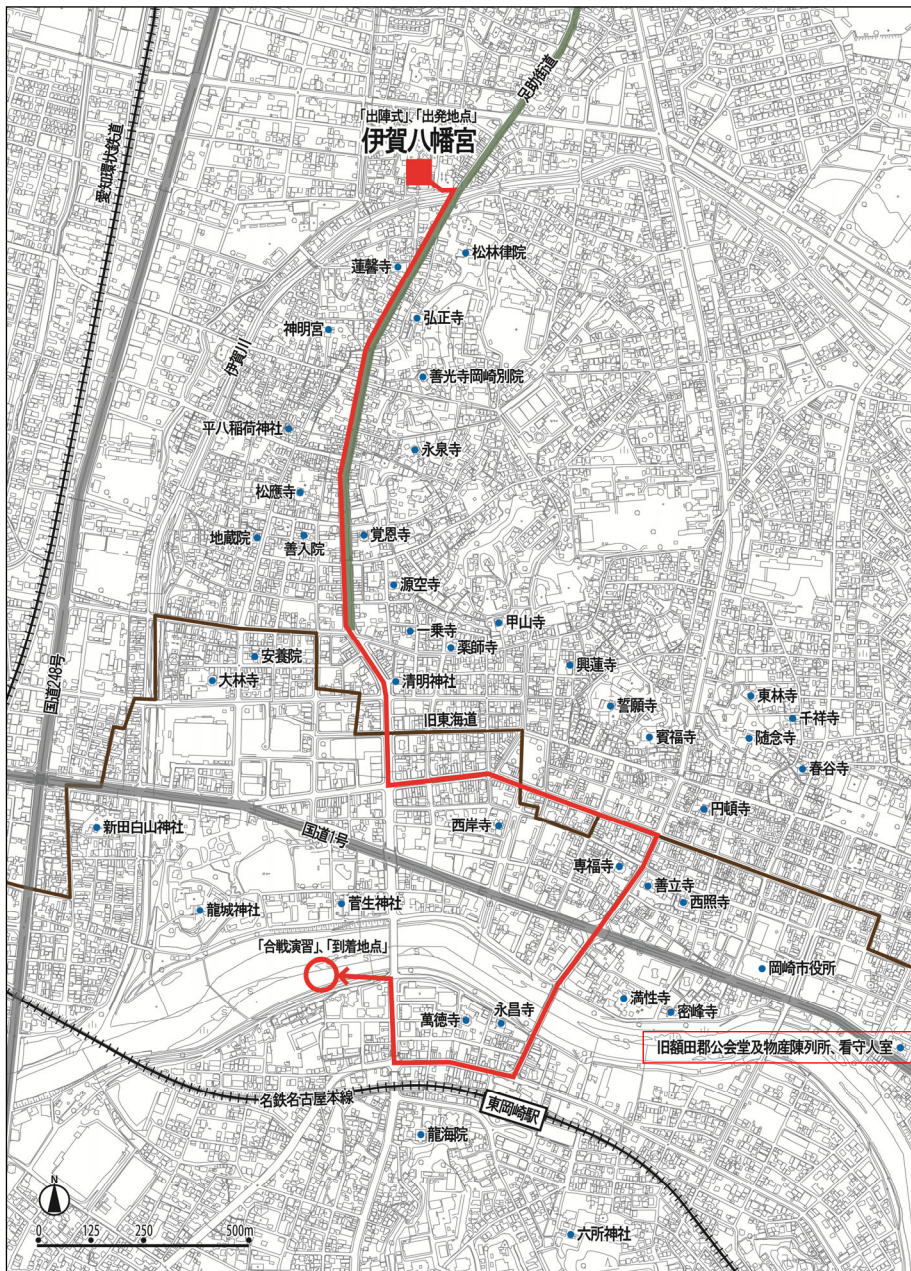 足助街道
「出陣式」、「出発地点」
伊賀八幡宮
愛知環状鉄道
松林律院
蓮馨寺
弘正寺
神明宮
伊賀川
善光寺岡崎別院
平八稲荷神社
永泉寺
松應寺
地蔵院
善入院
覚恩寺
源空寺
甲山寺
一乗寺
薬師寺
安養院
興蓮寺
大林寺
清明神社
国道248号
誓願寺
東林寺
旧東海道
千祥寺
賓福寺
随念寺
春谷寺
円頓寺
新田白山神社
国道1号
西岸寺
専福寺
善立寺
西照寺
龍城神社
菅生神社
「合戦演習」、「到着地点」
岡崎市役所
満性寺
密峰寺
萬徳寺
永昌寺
旧額田郡公会堂及物産陳列所、看守人室
名鉄名古屋本線
東岡崎駅
龍海院
N
0 125 250 500m
六所神社